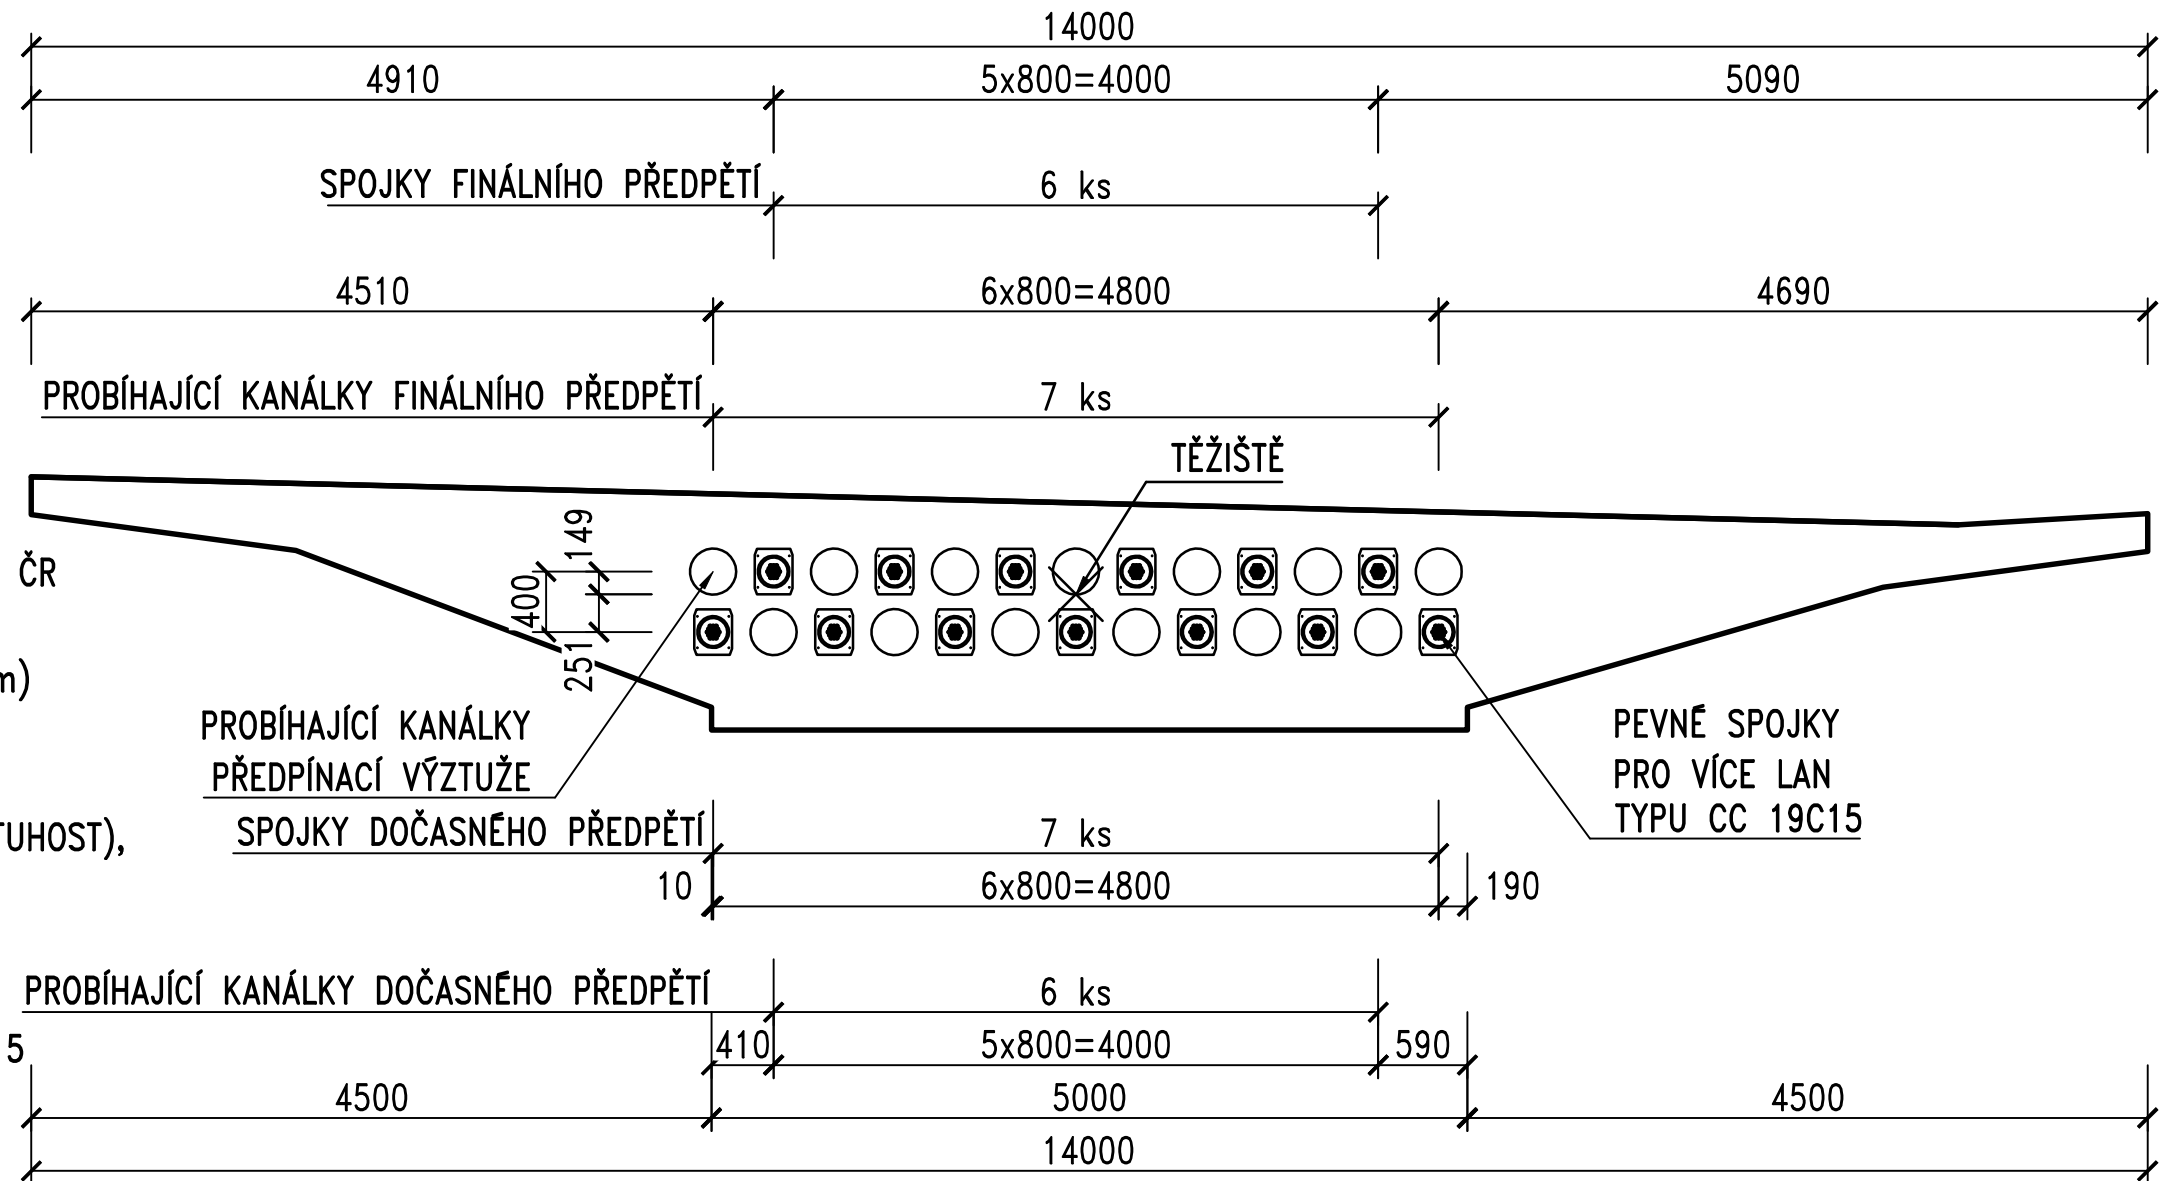 14000
4910 5x800=4000 5090
SPOJKY FINÁLNÍHO PŘEDPĚTÍ 6 ks
4510 6x800=4800 4690
PROBÍHAJÍCÍ KANÁLKY FINÁLNÍHO PŘEDPĚTÍ 7 ks
TĚŽIŠTĚ
149
400
251
ČR
m)
PROBÍHAJÍCÍ KANÁLKY
PŘEDPÍNACÍ VÝZTUŽE
PEVNÉ SPOJKY
PRO VÍCE LAN
TYPU CC 19C15
TUHOST),
SPOJKY DOČASNÉHO PŘEDPĚTÍ 7 ks
10 6x800=4800 190
PROBÍHAJÍCÍ KANÁLKY DOČASNÉHO PŘEDPĚTÍ 6 ks
5
410 5x800=4000 590
4500 5000 4500
14000